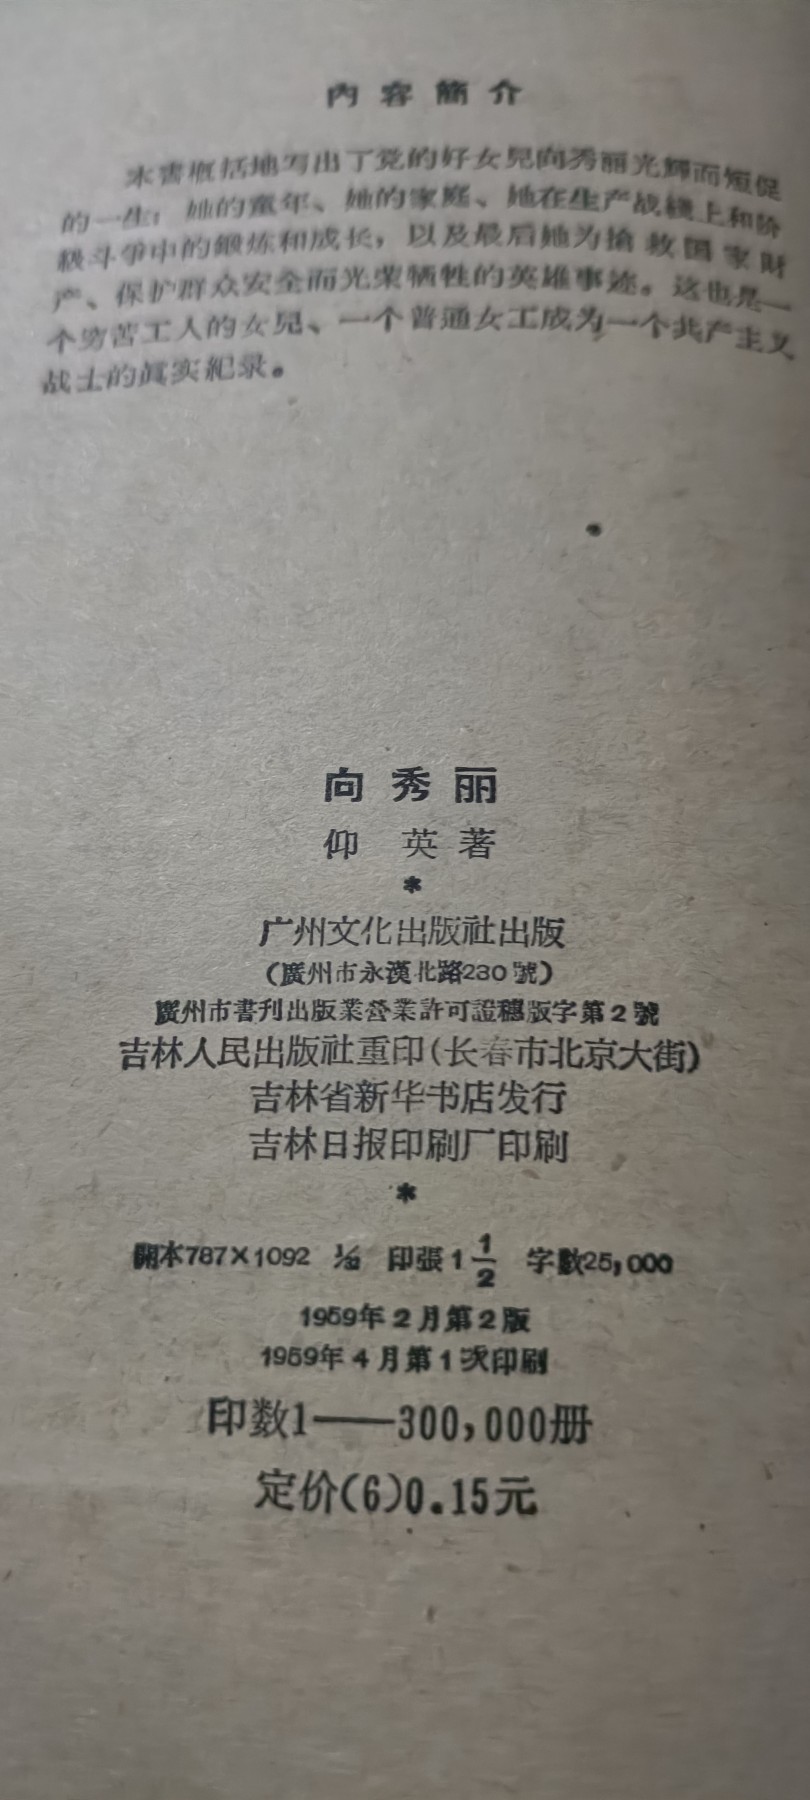 內容簡介
本書概括地写出了党的好女兒向秀丽光輝而短促
的一生：她的童年、她的家庭、她在生产战綫上和阶
級斗爭中的鍛炼和成长，以及最后她为搶救国家財
产、保护群众安全而光荣牺牲的英雄事迹。这也是一
个穷苦工人的女兒、一个普通女工成为一个共产主义
战士的眞实紀录。
向秀丽
仰英著
*
广州文化出版社出版
（廣州市永漢北路230號）
廣州市書刊出版業營業許可證穗版字第2號
吉林人民出版社重印(长春市北京大街)
吉林省新华书店发行
吉林日报印刷厂印刷
*
開本787×1092 1/32 印張1 1/2 字數25,000
1959年2月第2版
1959年4月第1次印刷
印数1——300,000册
定价(6)0.15元